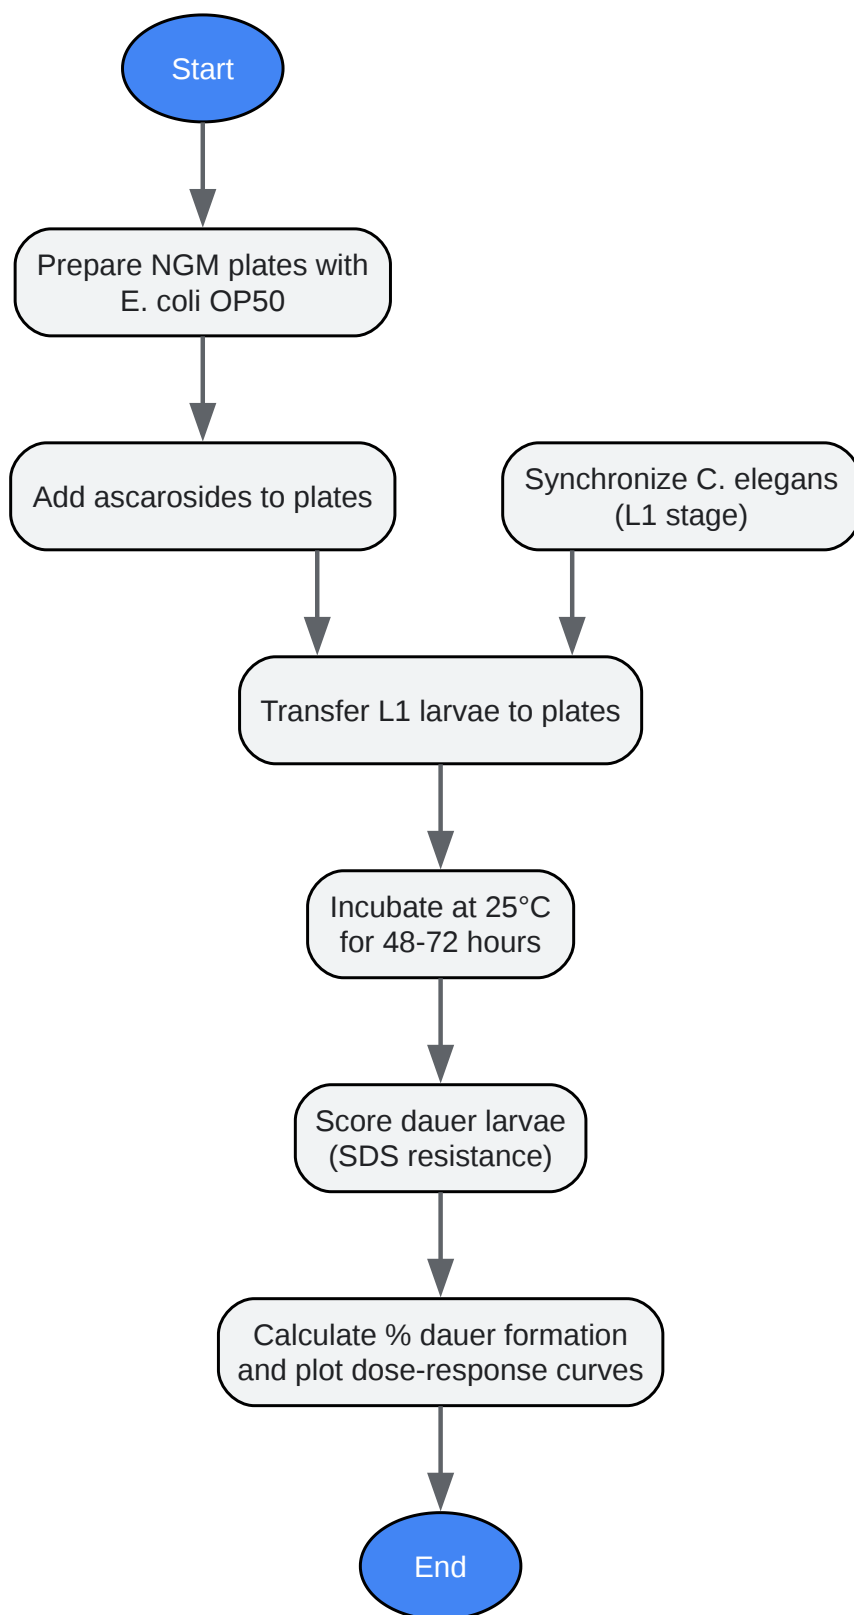 Start
Prepare NGM plates with
E. coli OP50
Add ascarosides to plates
Synchronize C. elegans
(L1 stage)
Transfer L1 larvae to plates
Incubate at 25°C
for 48-72 hours
Score dauer larvae
(SDS resistance)
Calculate % dauer formation
and plot dose-response curves
End